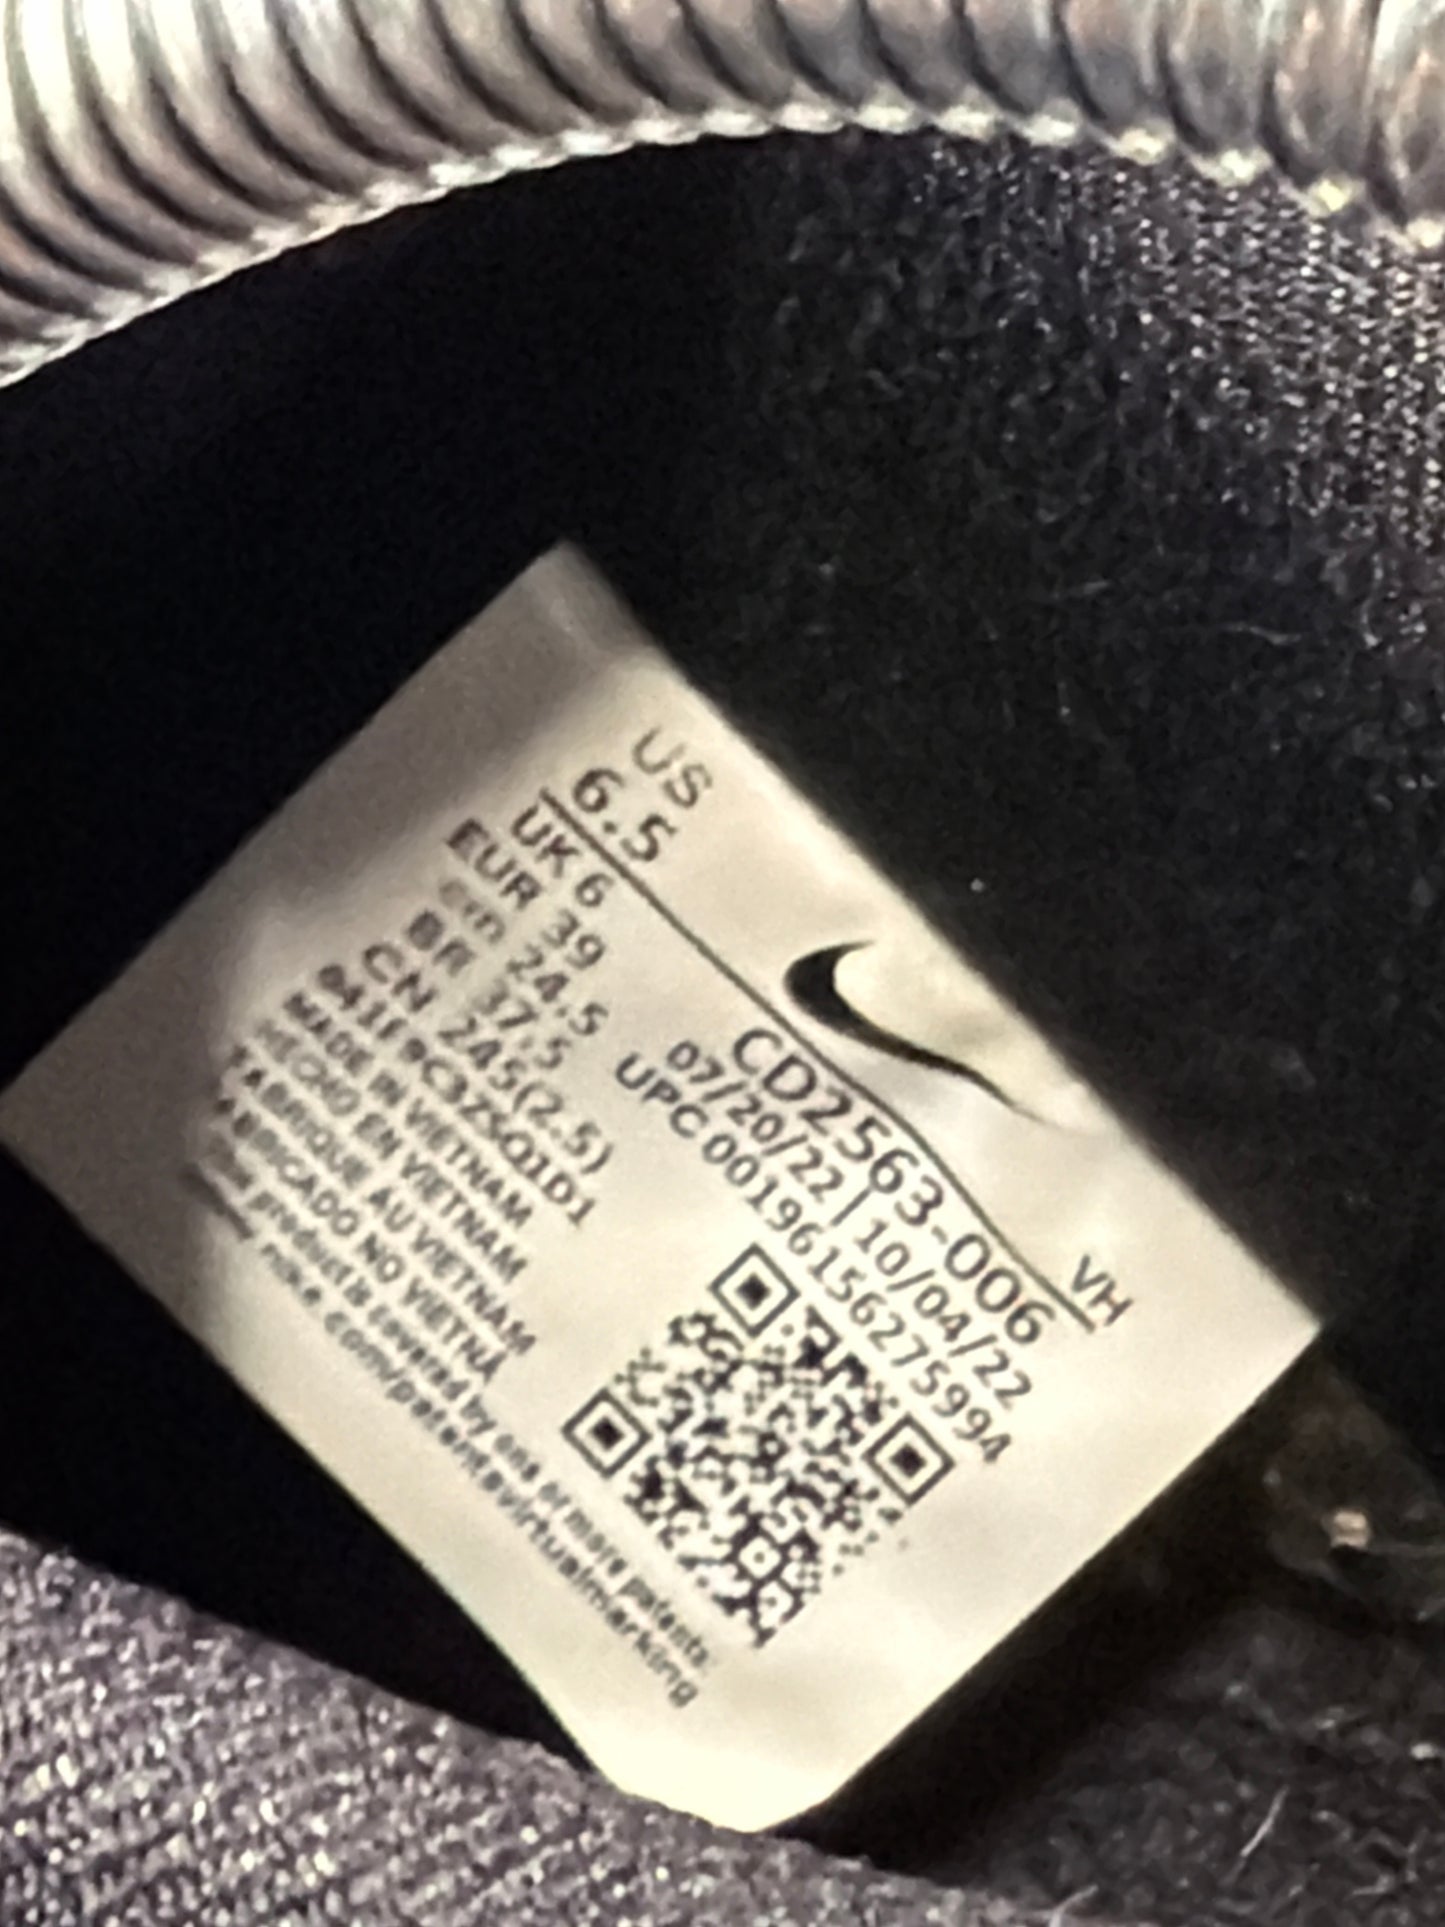 US
6.5
VH
UK 6
EUR 39
cm 24.5
BR 37.5
CN 245(2.5)
MADE IN VIETNAM
HECHO EN VIETNAM
FABRIQUE AU VIETNAM
FABRICADO NO VIETNÃ
CD2563-006
07/20/22 | 10/04/22
UPC 00196156275994
product is covered by one or more patents.
nike.com/patentsvirtualmarking